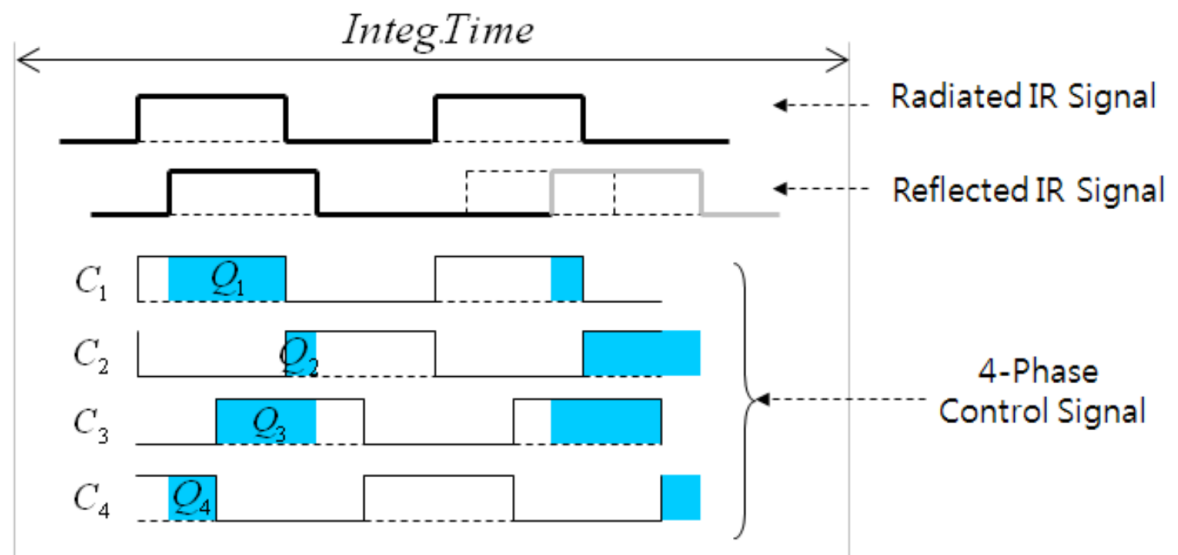 Integ.Time
Radiated IR Signal
Reflected IR Signal
C₁
Q₁
C₂
Q₂
C₃
Q₃
C₄
Q₄
4-Phase
Control Signal